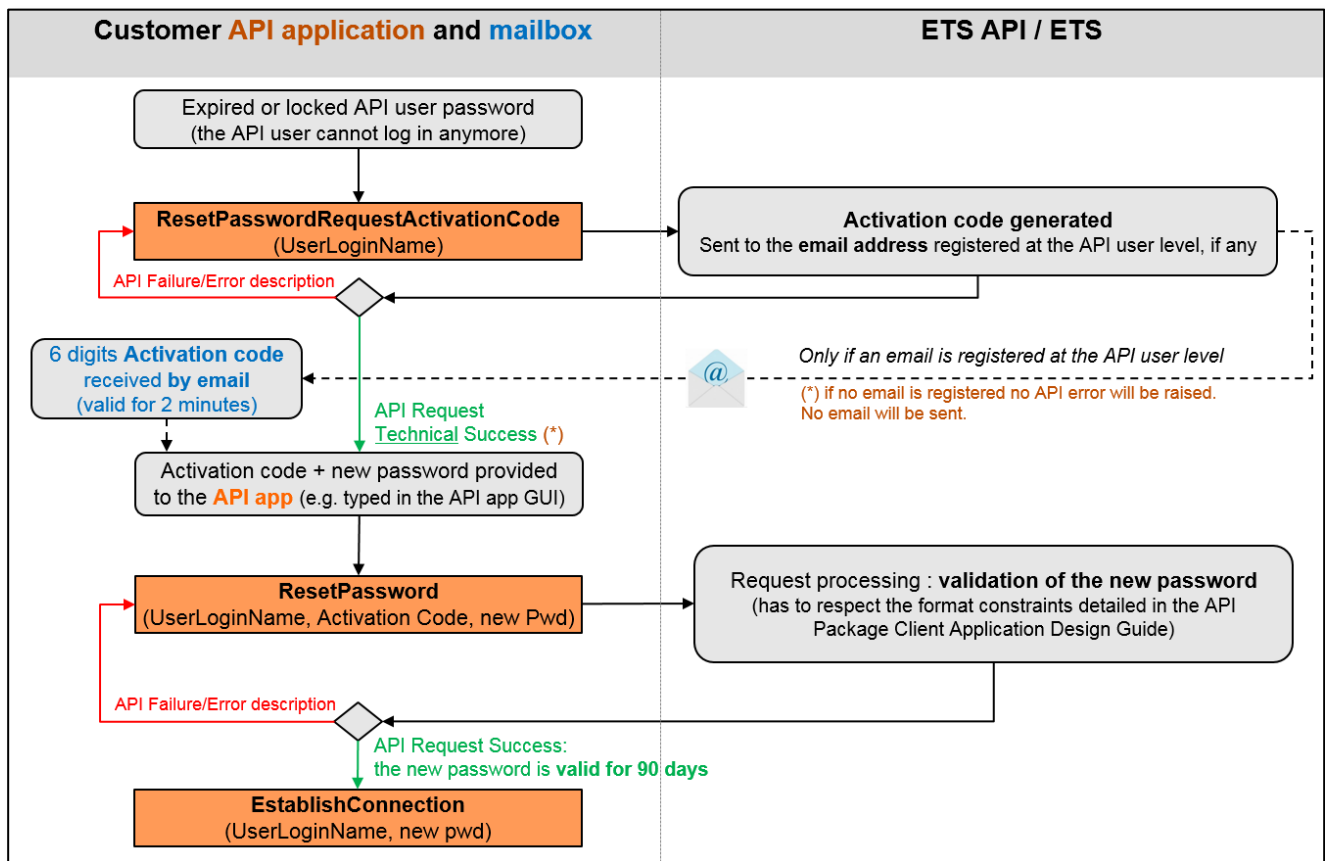 Customer API application and mailbox
ETS API / ETS
Expired or locked API user password
(the API user cannot log in anymore)
ResetPasswordRequestActivationCode
(UserLoginName)
Activation code generated
Sent to the email address registered at the API user level, if any
API Failure/Error description
6 digits Activation code
received by email
(valid for 2 minutes)
@
Only if an email is registered at the API user level
(*) if no email is registered no API error will be raised.
No email will be sent.
API Request
Technical Success (*)
Activation code + new password provided
to the API app (e.g. typed in the API app GUI)
ResetPassword
(UserLoginName, Activation Code, new Pwd)
Request processing : validation of the new password
(has to respect the format constraints detailed in the API
Package Client Application Design Guide)
API Failure/Error description
API Request Success:
the new password is valid for 90 days
EstablishConnection
(UserLoginName, new pwd)